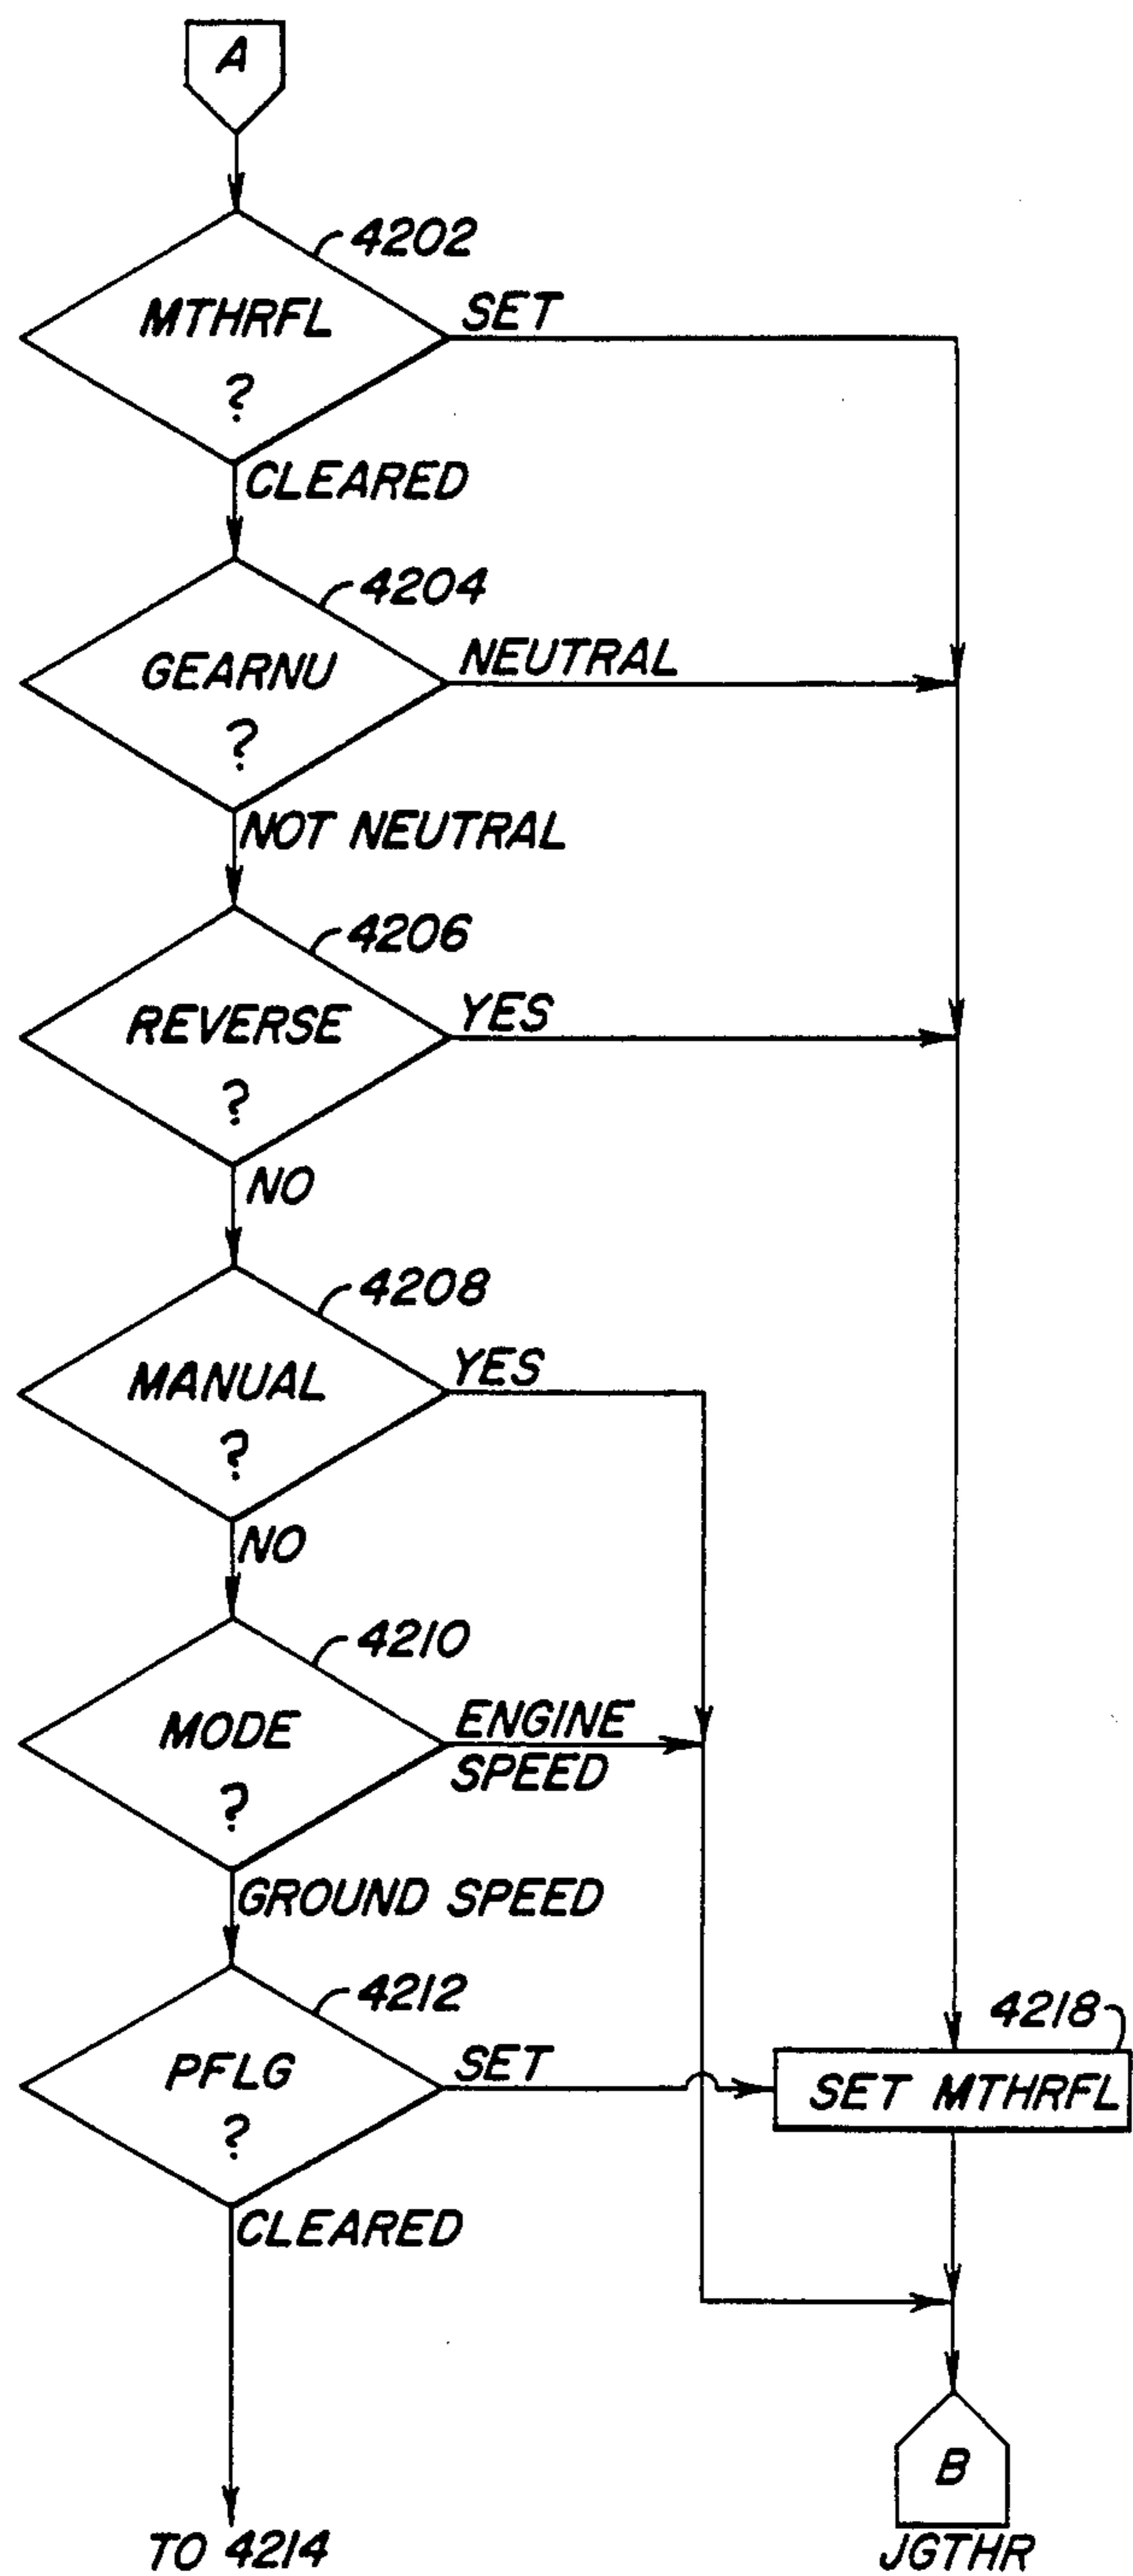 A
4202
MTHRFL
?
SET
CLEARED
4204
GEARNU
?
NEUTRAL
NOT NEUTRAL
4206
REVERSE
?
YES
NO
4208
MANUAL
?
YES
NO
4210
MODE
?
ENGINE
SPEED
GROUND SPEED
4212
PFLG
?
SET
CLEARED
4218
SET MTHRFL
TO 4214
B
JGTHR